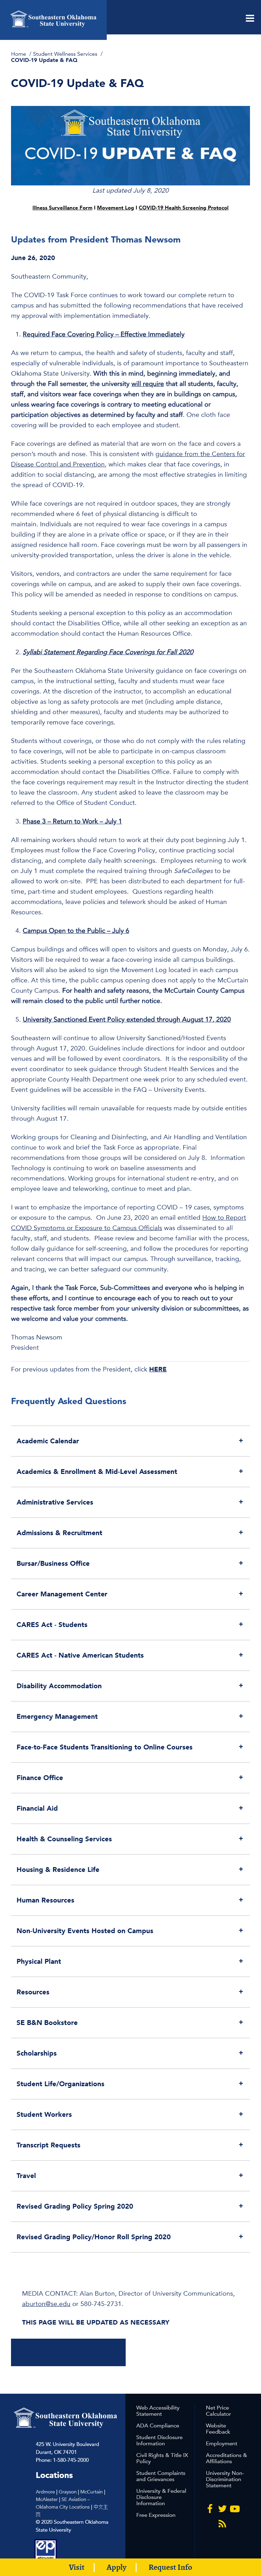 Southeastern Oklahoma
State University
Home / Student Wellness Services /
COVID-19 Update & FAQ
COVID-19 Update & FAQ
Southeastern Oklahoma
State University
COVID-19 UPDATE & FAQ
Last updated July 8, 2020
Illness Surveillance Form I Movement Log I COVID-19 Health Screening Protocol
Updates from President Thomas Newsom
June 26, 2020
Southeastern Community,
The COVID-19 Task Force continues to work toward our complete return to
campus and has submitted the following recommendations that have received
my approval with implementation immediately.
1. Required Face Covering Policy – Effective Immediately
As we return to campus, the health and safety of students, faculty and staff,
especially of vulnerable individuals, is of paramount importance to Southeastern
Oklahoma State University. With this in mind, beginning immediately, and
through the Fall semester, the university will require that all students, faculty,
staff, and visitors wear face coverings when they are in buildings on campus,
unless wearing face coverings is contrary to meeting educational or
participation objectives as determined by faculty and staff. One cloth face
covering will be provided to each employee and student.
Face coverings are defined as material that are worn on the face and covers a
person's mouth and nose. This is consistent with guidance from the Centers for
Disease Control and Prevention, which makes clear that face coverings, in
addition to social distancing, are among the most effective strategies to limit the
spread of COVID-19.
While face coverings are not required in outdoor spaces, they are strongly
recommended where 6 feet of physical distancing is difficult to
maintain. Individuals are not required to wear face coverings in a campus
building if they are alone in a private office or space, or if they are in their
assigned residence hall room. Face coverings must be worn by all passengers in
university-provided transportation, unless the driver is alone in the vehicle.
Visitors, vendors, and contractors are under the same requirement for face
coverings while on campus, and are asked to supply their own face coverings.
This policy will be amended as needed in response to conditions on campus.
Students seeking a personal exception to this policy as an accommodation
should contact the Disabilities Office, while all other seeking an exception as an
accommodation should contact the Human Resources Office.
2. Syllabi Statement Regarding Face Coverings for Fall 2020
Per the Southeastern Oklahoma State University guidance on face coverings on
campus, in the instructional setting, faculty and students must wear face
coverings. At the discretion of the instructor, accommodation to this policy is
allowable as long as safety protocols are met (including ample distance,
shielding and other measures), faculty and students may be authorized to
temporarily remove face coverings.
Students without coverings, or those who do not comply with the rules relating
to face coverings, will not be able to participate in on-campus classroom
activities. Students seeking a personal exception to this policy as an
accommodation should contact the Disabilities Office. Failure to comply with
the face coverings requirement may result in the Instructor directing the student
to leave the classroom. Any student asked to leave the classroom may be
referred to the Office of Student Conduct.
3. Phase 3 – Return to Work – July 1
All remaining workers should return to work at their duty post beginning July 1.
Employees must follow the Face Covering Policy, continue practicing social
distancing, and complete daily health screenings. Employees returning to work
on July 1 must complete the required training through SafeColleges prior to
being allowed to work on-site. PPE has been distributed to each department for full-
time, part-time and student employees. Questions regarding health
considerations, leave policies and telework should be asked of Human
Resources.
4. Campus Open to the Public – July 6
Campus buildings and offices will open to visitors and guests on Monday, July 6.
Visitors will be required to wear a face-covering inside all campus buildings.
Visitors will also be asked to sign the Movement Log located in each campus
office. At this time, the public campus opening does not apply to the McCurtain
County Campus. For health and safety reasons, the McCurtain County Campus
will remain closed to the public until further notice.
5. University Sanctioned Event Policy extended through August 17, 2020
Southeastern will continue to allow University Sanctioned/Hosted Events
through August 17, 2020. Guidelines include directions for indoor and outdoor
venues and will be followed by event coordinators. It is the responsibility of the
event coordinator to seek guidance through Student Health Services and the
appropriate County Health Department one week prior to any scheduled event.
Event guidelines will be accessible in the FAQ – University Events.
University facilities will remain unavailable for requests made by outside entities
through August 17.
Working groups for Cleaning and Disinfecting, and Air Handling and Ventilation
continue to work and brief the Task Force as appropriate. Final
recommendations from those groups will be considered on July 8. Information
Technology is continuing to work on baseline assessments and
recommendations. Working groups for international student re-entry, and on
employee leave and teleworking, continue to meet and plan.
I want to emphasize the importance of reporting COVID – 19 cases, symptoms
or exposure to the campus. On June 23, 2020 an email entitled How to Report
COVID Symptoms or Exposure to Campus Officials was disseminated to all
faculty, staff, and students. Please review and become familiar with the process,
follow daily guidance for self-screening, and follow the procedures for reporting
relevant concerns that will impact our campus. Through surveillance, tracking,
and tracing, we can better safeguard our community.
Again, I thank the Task Force, Sub-Committees and everyone who is helping in
these efforts, and I continue to encourage each of you to reach out to your
respective task force member from your university division or subcommittees, as
we welcome and value your comments.
Thomas Newsom
President
For previous updates from the President, click HERE
Frequently Asked Questions
Academic Calendar +
Academics & Enrollment & Mid-Level Assessment +
Administrative Services +
Admissions & Recruitment +
Bursar/Business Office +
Career Management Center +
CARES Act - Students +
CARES Act - Native American Students +
Disability Accommodation +
Emergency Management +
Face-to-Face Students Transitioning to Online Courses +
Finance Office +
Financial Aid +
Health & Counseling Services +
Housing & Residence Life +
Human Resources +
Non-University Events Hosted on Campus +
Physical Plant +
Resources +
SE B&N Bookstore +
Scholarships +
Student Life/Organizations +
Student Workers +
Transcript Requests +
Travel +
Revised Grading Policy Spring 2020 +
Revised Grading Policy/Honor Roll Spring 2020 +
MEDIA CONTACT: Alan Burton, Director of University Communications,
aburton@se.edu or 580-745-2731.
THIS PAGE WILL BE UPDATED AS NECESSARY
Southeastern Oklahoma
State University
425 W. University Boulevard
Durant, OK 74701
Phone: 1-580-745-2000
Locations
Ardmore | Grayson | McCurtain |
McAlester | SE Aviation –
Oklahoma City Locations | 中文主
页
© 2020 Southeastern Oklahoma
State University
Web Accessibility
Statement
ADA Compliance
Student Disclosure
Information
Civil Rights & Title IX
Policy
Student Complaints
and Grievances
University & Federal
Disclosure
Information
Free Expression
Net Price
Calculator
Website
Feedback
Employment
Accreditations &
Affiliations
University Non-
Discrimination
Statement
Visit | Apply | Request Info